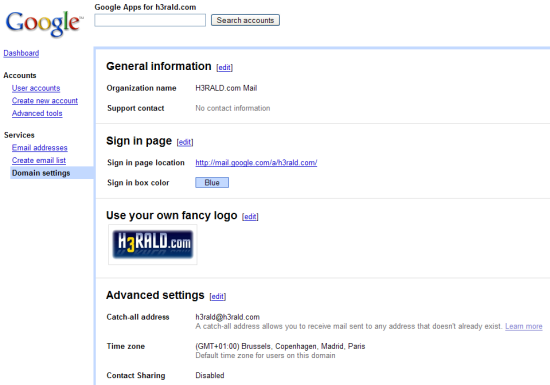 Google™
Google Apps for h3rald.com
Search accounts
Dashboard
Accounts
User accounts
Create new account
Advanced tools
Services
Email addresses
Create email list
Domain settings
General information [edit]
Organization name H3RALD.com Mail
Support contact No contact information
Sign in page [edit]
Sign in page location http://mail.google.com/a/h3rald.com/
Sign in box color Blue
Use your own fancy logo [edit]
H3RALD.com
Advanced settings [edit]
Catch-all address h3rald@h3rald.com
A catch-all address allows you to receive mail sent to any address that doesn't already exist. Learn more
Time zone (GMT+01:00) Brussels, Copenhagen, Madrid, Paris
Default time zone for users on this domain
Contact Sharing Disabled